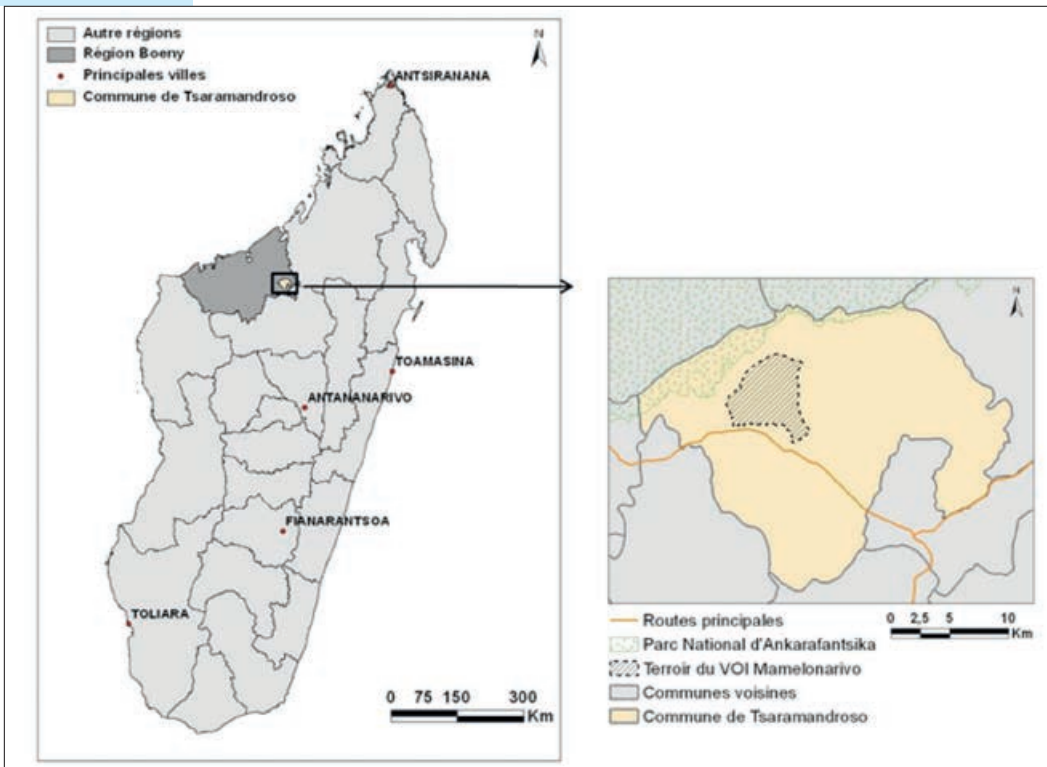 Autre régions
Région Boeny
Principales villes
Commune de Tsaramandroso
N
ANTSIRANANA
TOAMASINA
ANTANANARIVO
FIANARANTSOA
TOLIARA
0 75 150 300
Km
N
Routes principales
Parc National d'Ankarafantsika
Terroir du VOI Mamelonarivo
Communes voisines
Commune de Tsaramandroso
0 2,5 5 10
Km